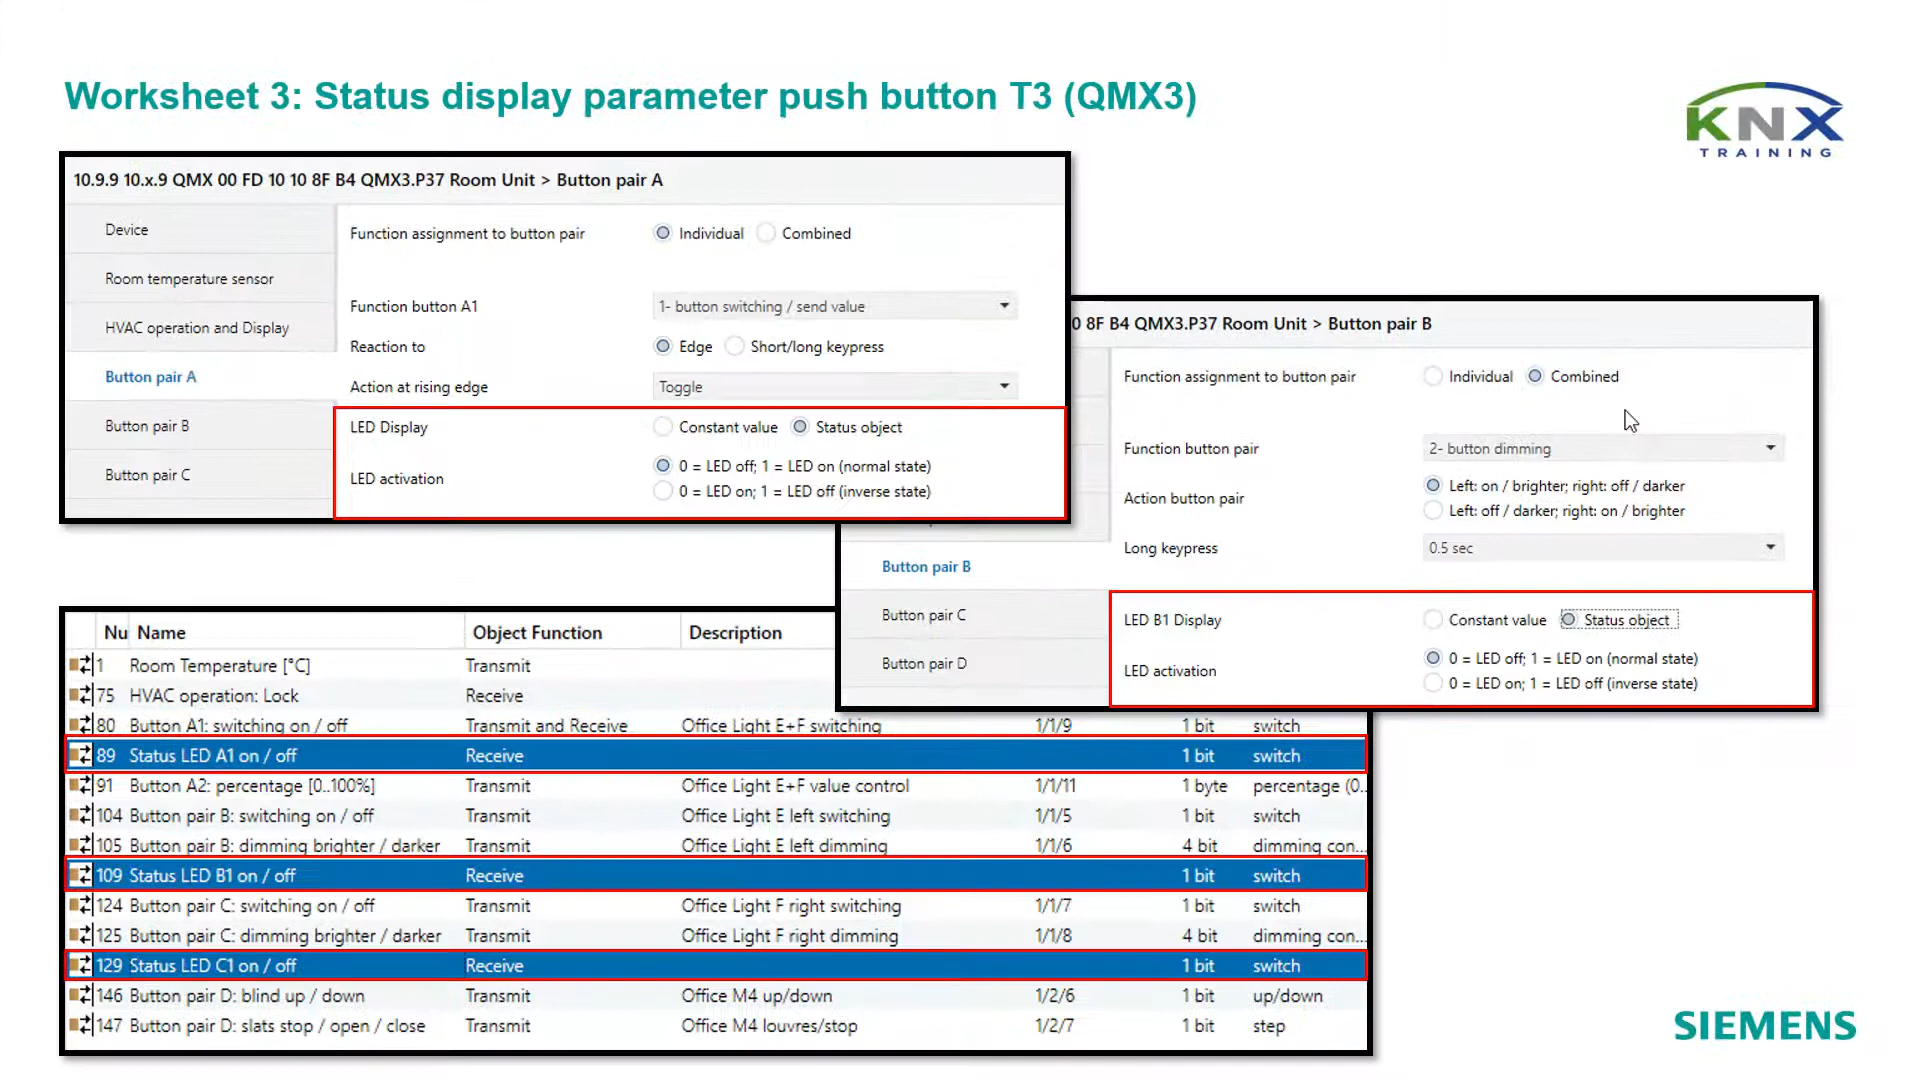 Worksheet 3: Status display parameter push button T3 (QMX3)
KNX
TRAINING
10.9.9 10.x.9 QMX 00 FD 10 10 8F B4 QMX3.P37 Room Unit > Button pair A
Device
Room temperature sensor
HVAC operation and Display
Button pair A
Button pair B
Button pair C
Function assignment to button pair Individual Combined
Function button A1 1- button switching / send value
Reaction to Edge Short/long keypress
Action at rising edge Toggle
LED Display Constant value Status object
LED activation 0 = LED off; 1 = LED on (normal state)
0 = LED on; 1 = LED off (inverse state)
0 8F B4 QMX3.P37 Room Unit > Button pair B
Function assignment to button pair Individual Combined
Function button pair 2- button dimming
Action button pair Left: on / brighter; right: off / darker
Left: off / darker; right: on / brighter
Long keypress 0.5 sec
Button pair B
Button pair C
Button pair D
LED B1 Display Constant value Status object
LED activation 0 = LED off; 1 = LED on (normal state)
0 = LED on; 1 = LED off (inverse state)
Nu Name Object Function Description
1 Room Temperature [°C] Transmit
75 HVAC operation: Lock Receive
80 Button A1: switching on / off Transmit and Receive Office Light E+F switching 1/1/9 1 bit switch
89 Status LED A1 on / off Receive 1 bit switch
91 Button A2: percentage [0..100%] Transmit Office Light E+F value control 1/1/11 1 byte percentage (0..
104 Button pair B: switching on / off Transmit Office Light E left switching 1/1/5 1 bit switch
105 Button pair B: dimming brighter / darker Transmit Office Light E left dimming 1/1/6 4 bit dimming con...
109 Status LED B1 on / off Receive 1 bit switch
124 Button pair C: switching on / off Transmit Office Light F right switching 1/1/7 1 bit switch
125 Button pair C: dimming brighter / darker Transmit Office Light F right dimming 1/1/8 4 bit dimming con...
129 Status LED C1 on / off Receive 1 bit switch
146 Button pair D: blind up / down Transmit Office M4 up/down 1/2/6 1 bit up/down
147 Button pair D: slats stop / open / close Transmit Office M4 louvres/stop 1/2/7 1 bit step
SIEMENS